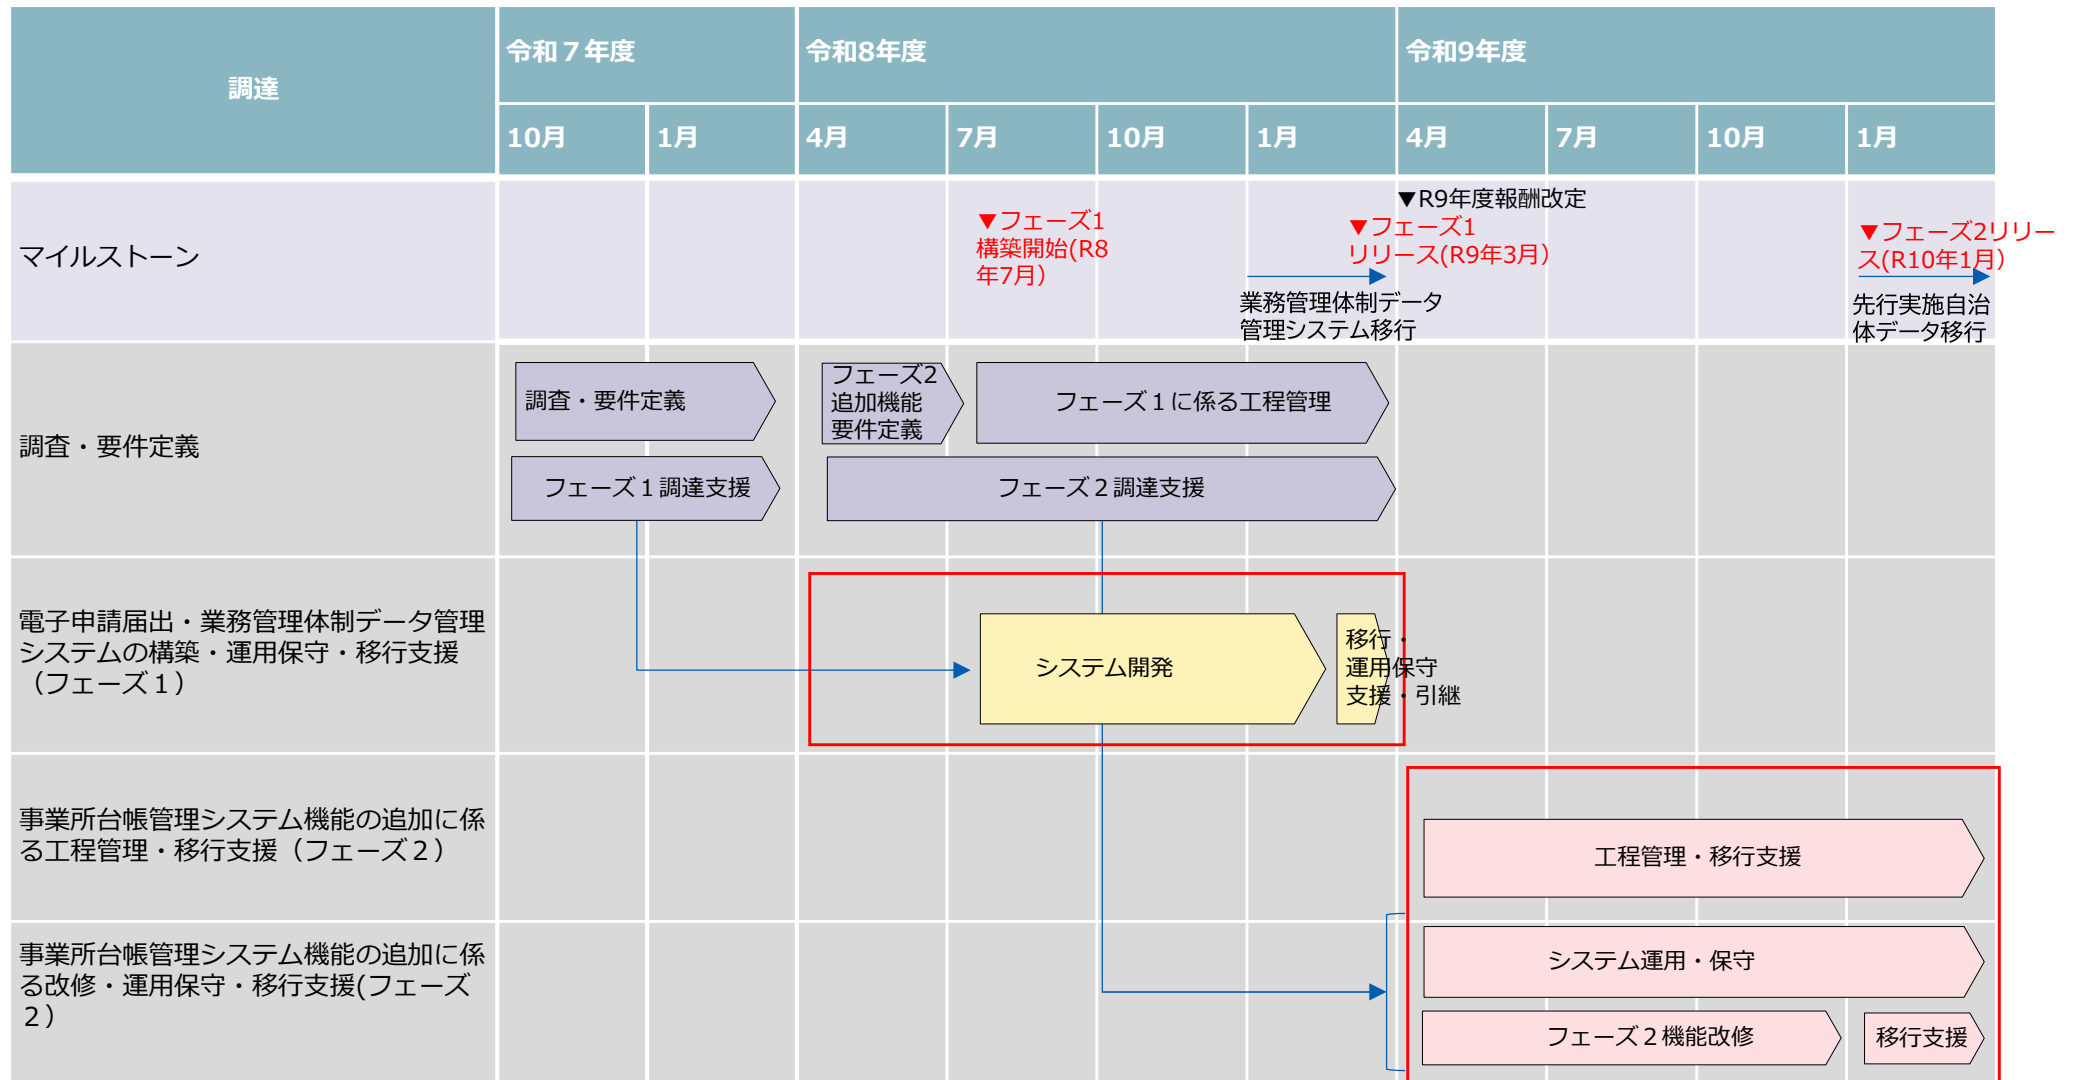 調達
令和７年度
令和8年度
令和9年度
10月
1月
4月
7月
10月
1月
4月
7月
10月
1月
マイルストーン
▼フェーズ1
構築開始(R8
年7月）
▼R9年度報酬改定
▼フェーズ1
リリース(R9年3月）
業務管理体制データ
管理システム移行
▼フェーズ2リリー
ス(R10年1月）
先行実施自治
体データ移行
調査・要件定義
調査・要件定義
フェーズ2
追加機能
要件定義
フェーズ１に係る工程管理
フェーズ１調達支援
フェーズ２調達支援
電子申請届出・業務管理体制データ管理
システムの構築・運用保守・移行支援
（フェーズ１）
システム開発
移行・
運用保守
支援・引継
事業所台帳管理システム機能の追加に係
る工程管理・移行支援（フェーズ２）
工程管理・移行支援
事業所台帳管理システム機能の追加に係
る改修・運用保守・移行支援(フェーズ
２）
システム運用・保守
フェーズ２機能改修
移行支援